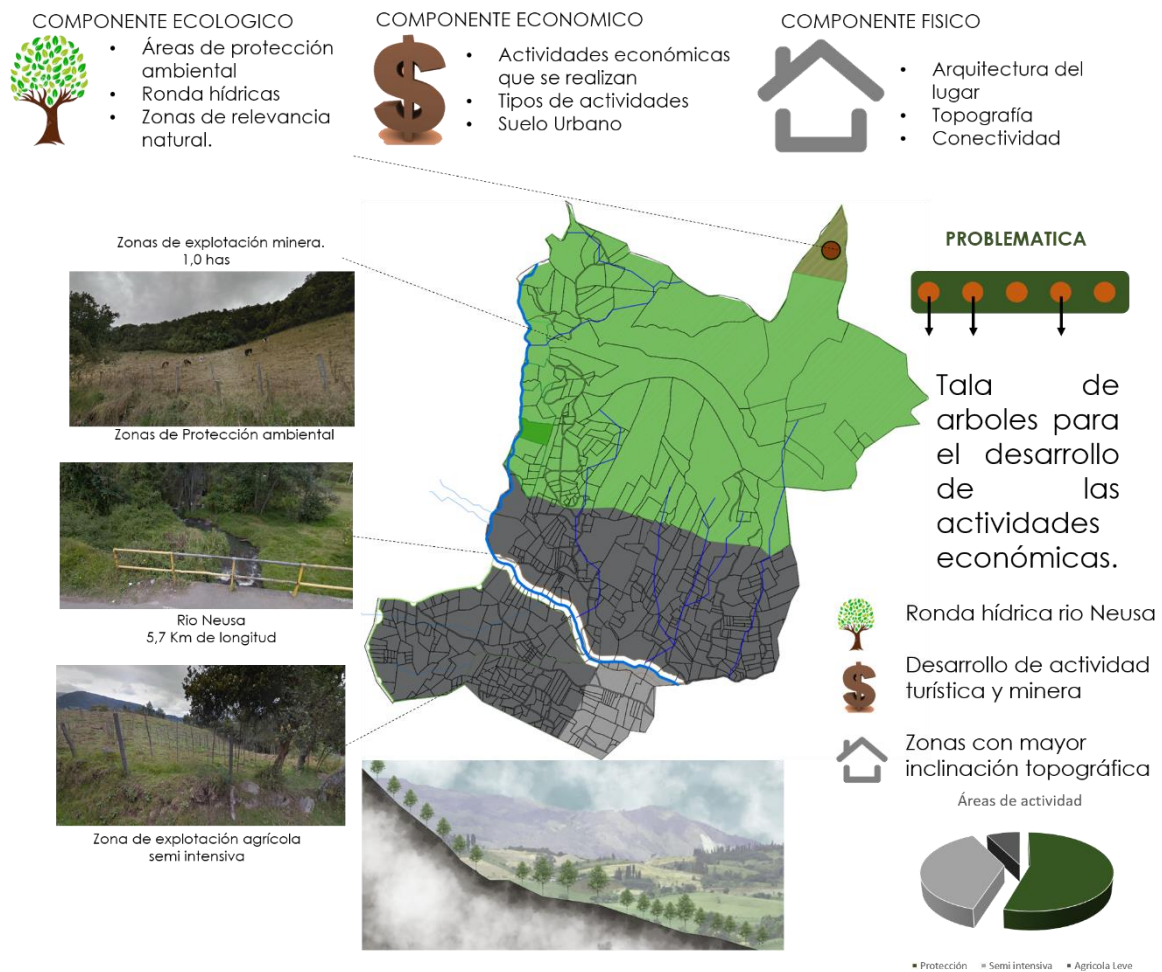 COMPONENTE ECOLOGICO
• Áreas de protección
ambiental
• Ronda hídricas
• Zonas de relevancia
natural.
COMPONENTE ECONOMICO
• Actividades económicas
que se realizan
• Tipos de actividades
• Suelo Urbano
COMPONENTE FISICO
• Arquitectura del
lugar
• Topografía
• Conectividad
Zonas de explotación minera.
1,0 has
Zonas de Protección ambiental
Rio Neusa
5,7 Km de longitud
Zona de explotación agrícola
semi intensiva
PROBLEMATICA
Tala de
arboles para
el desarrollo
de las
actividades
económicas.
Ronda hídrica rio Neusa
Desarrollo de actividad
turística y minera
Zonas con mayor
inclinación topográfica
Áreas de actividad
Protección Semi intensiva Agricola Leve